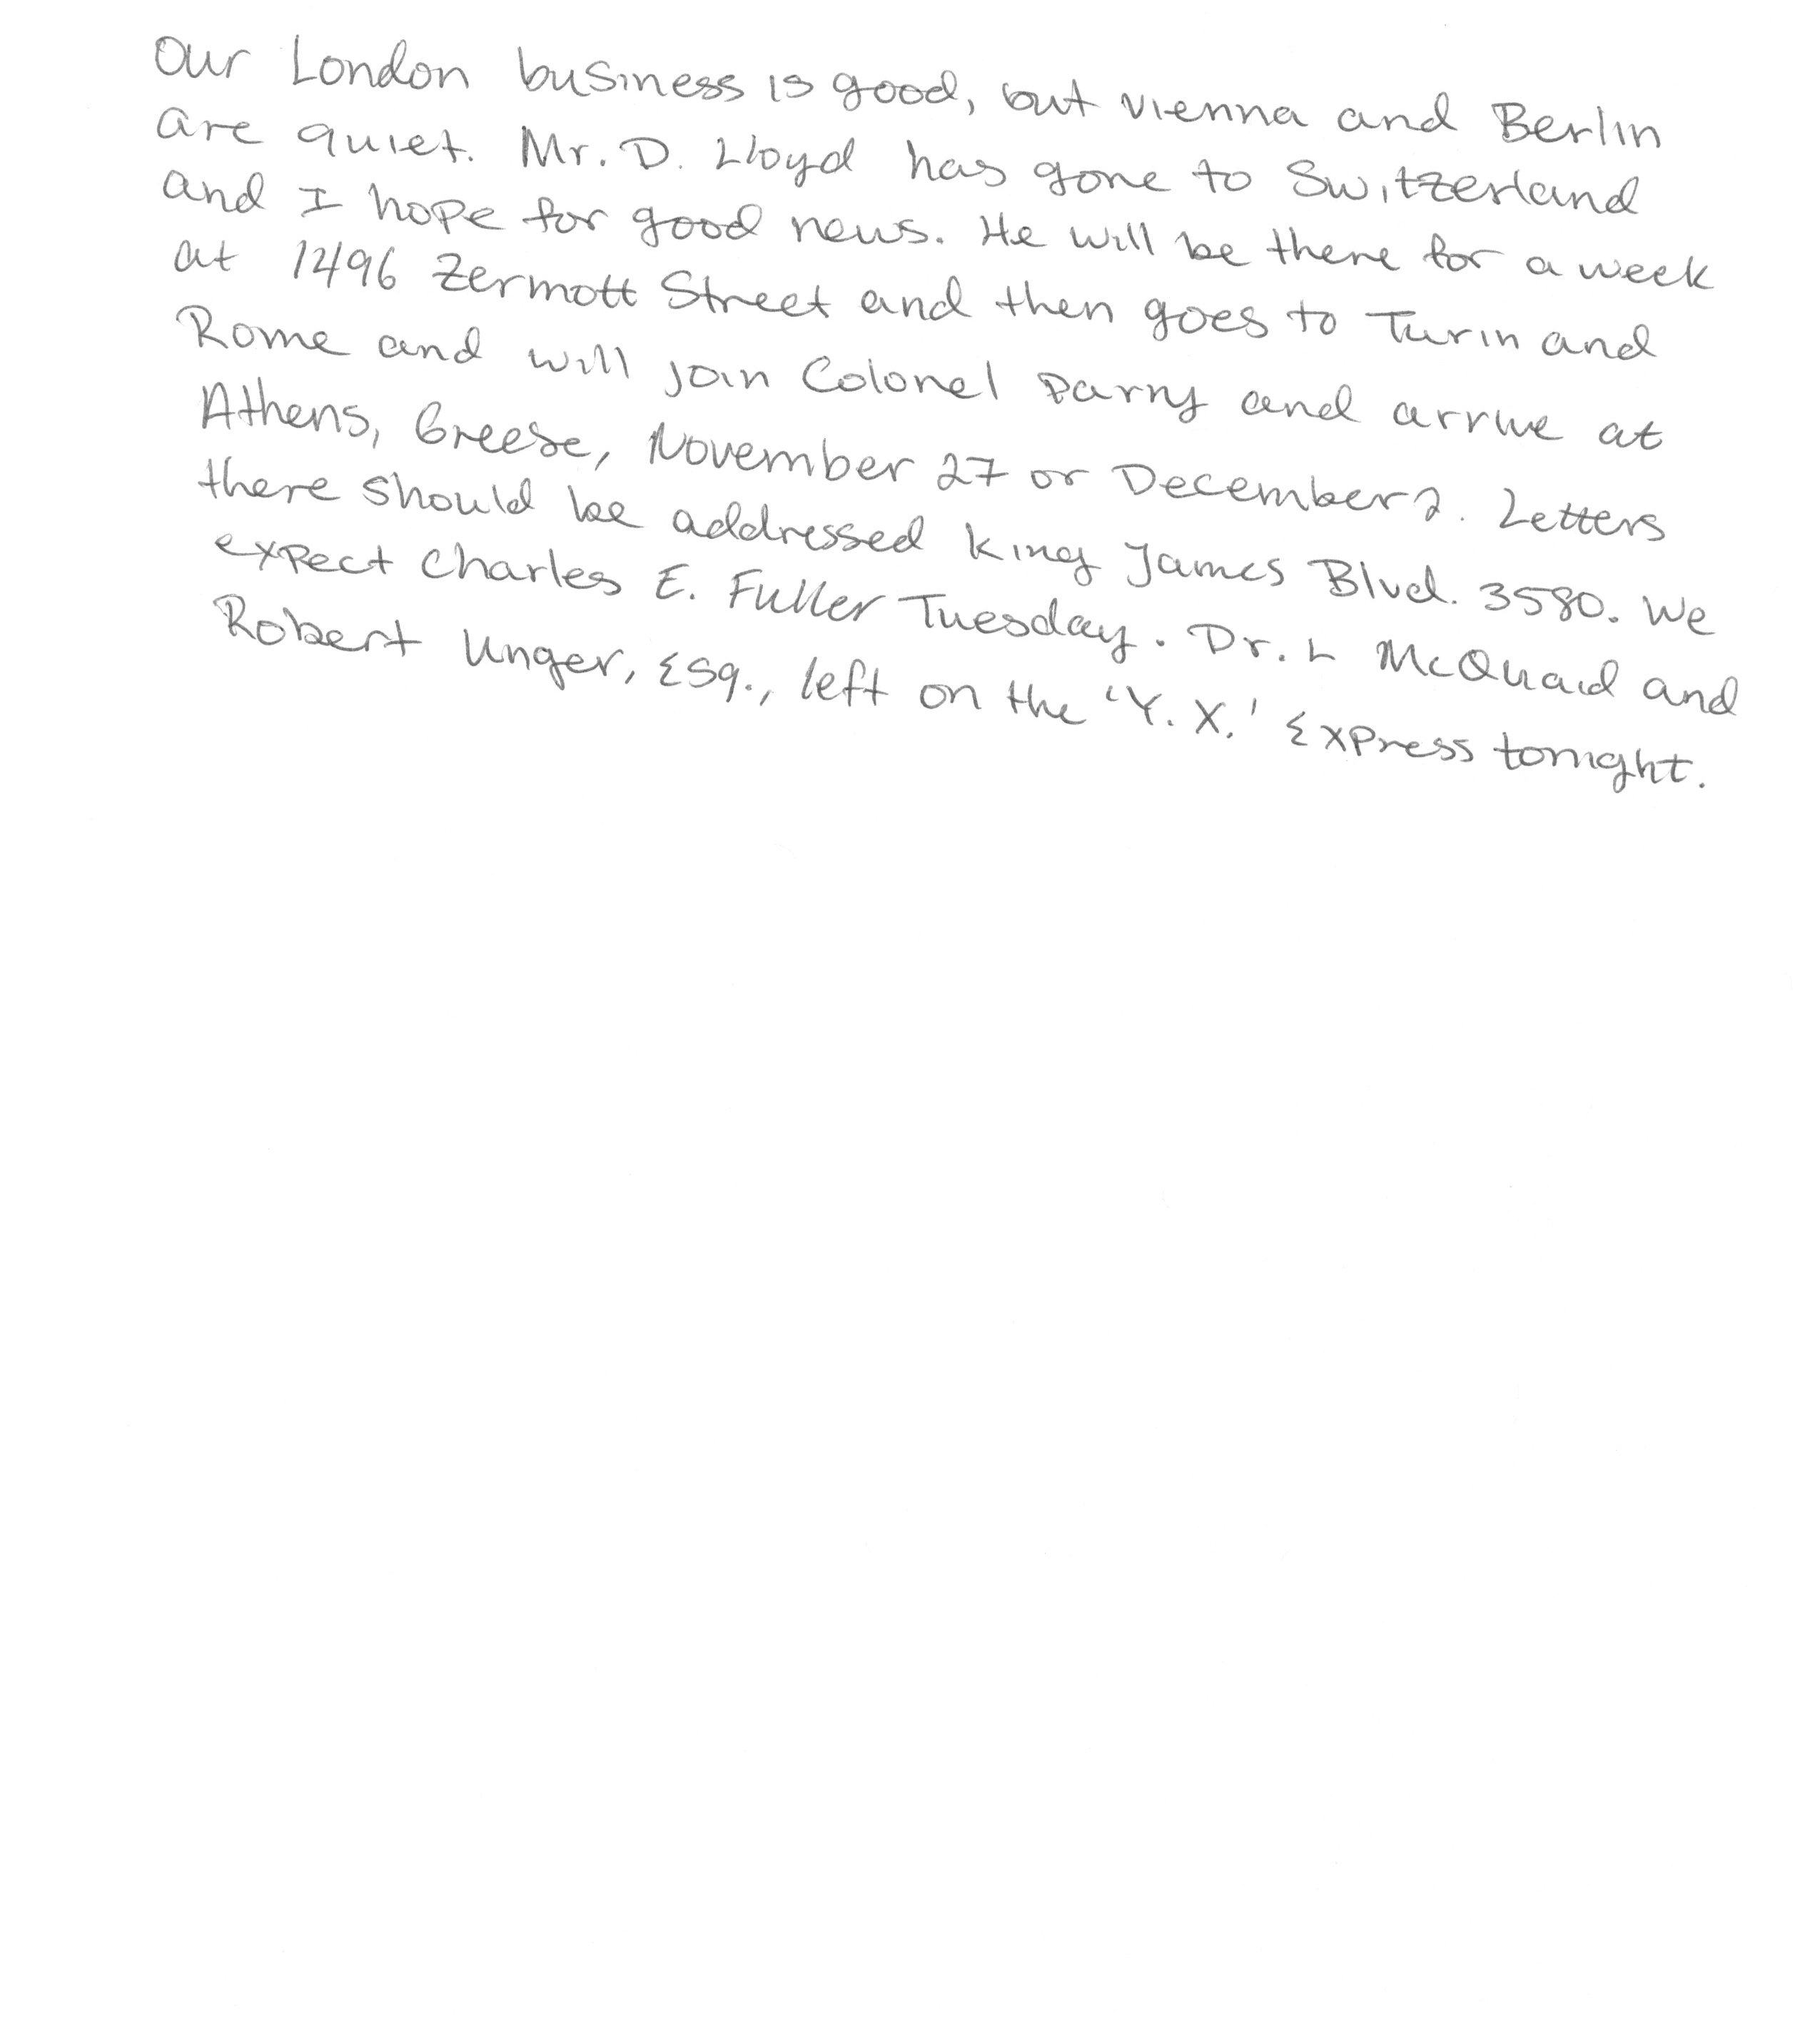 Our London business is good, but Vienna and Berlin
are quiet. Mr. D. Lloyd has gone to Switzerland
and I hope for good news. He will be there for a week
at 1496 Zermott Street and then goes to Turin and
Rome and will join Colonel Parry and arrive at
Athens, Greese, November 27 or December 2. Letters
there should be addressed King James Blvd. 3580. We
expect Charles E. Fuller Tuesday. Dr. L McQuaid and
Robert Unger, Esq., left on the 'Y. X.' Express tonight.